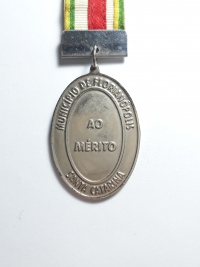 MUNICÍPIO DE FLORIANÓPOLIS
AO
MÉRITO
SANTA CATARINA